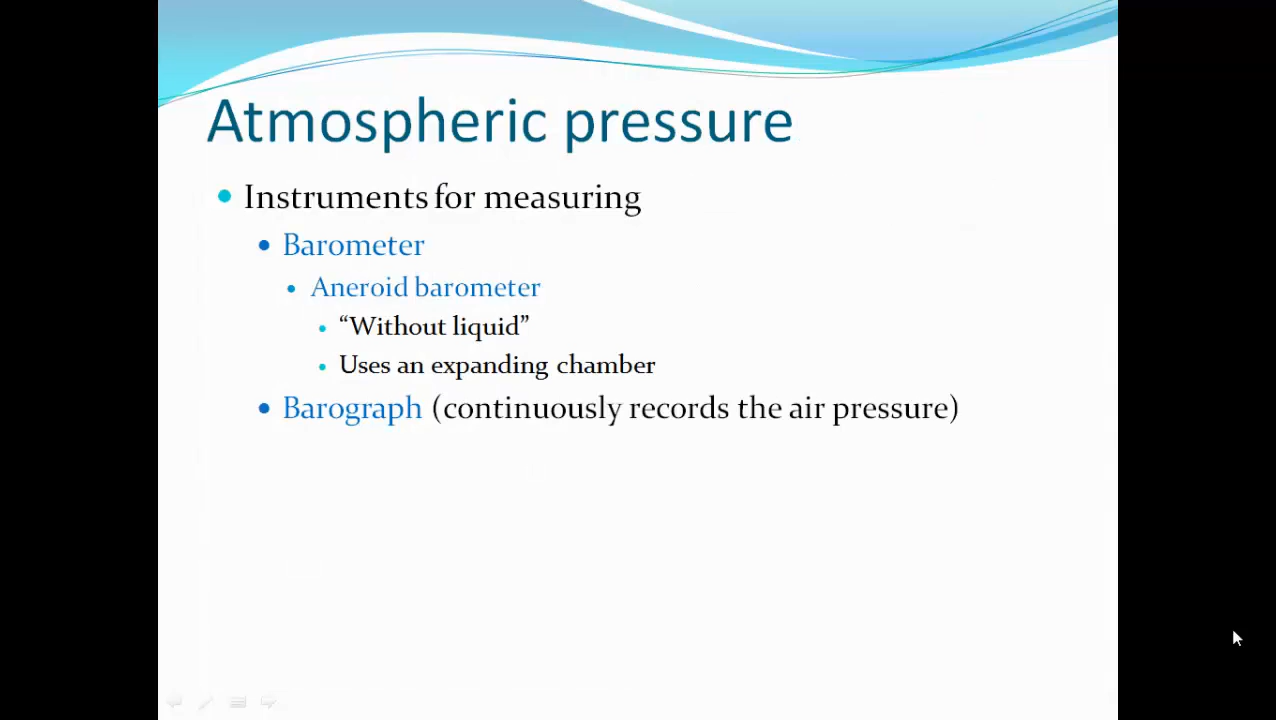 Atmospheric pressure
Instruments for measuring
Barometer
Aneroid barometer
“Without liquid”
Uses an expanding chamber
Barograph (continuously records the air pressure)